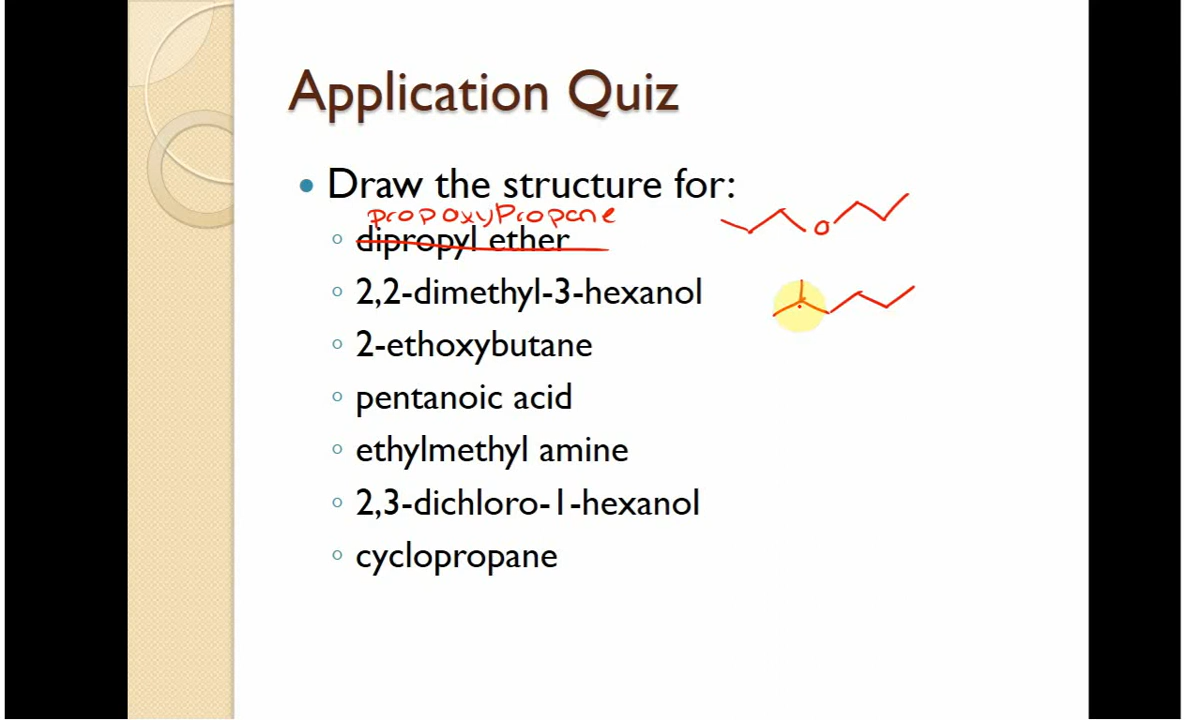 Application Quiz
• Draw the structure for:
propoxypropane
◦ dipropyl ether
o
◦ 2,2-dimethyl-3-hexanol
◦ 2-ethoxybutane
◦ pentanoic acid
◦ ethylmethyl amine
◦ 2,3-dichloro-1-hexanol
◦ cyclopropane